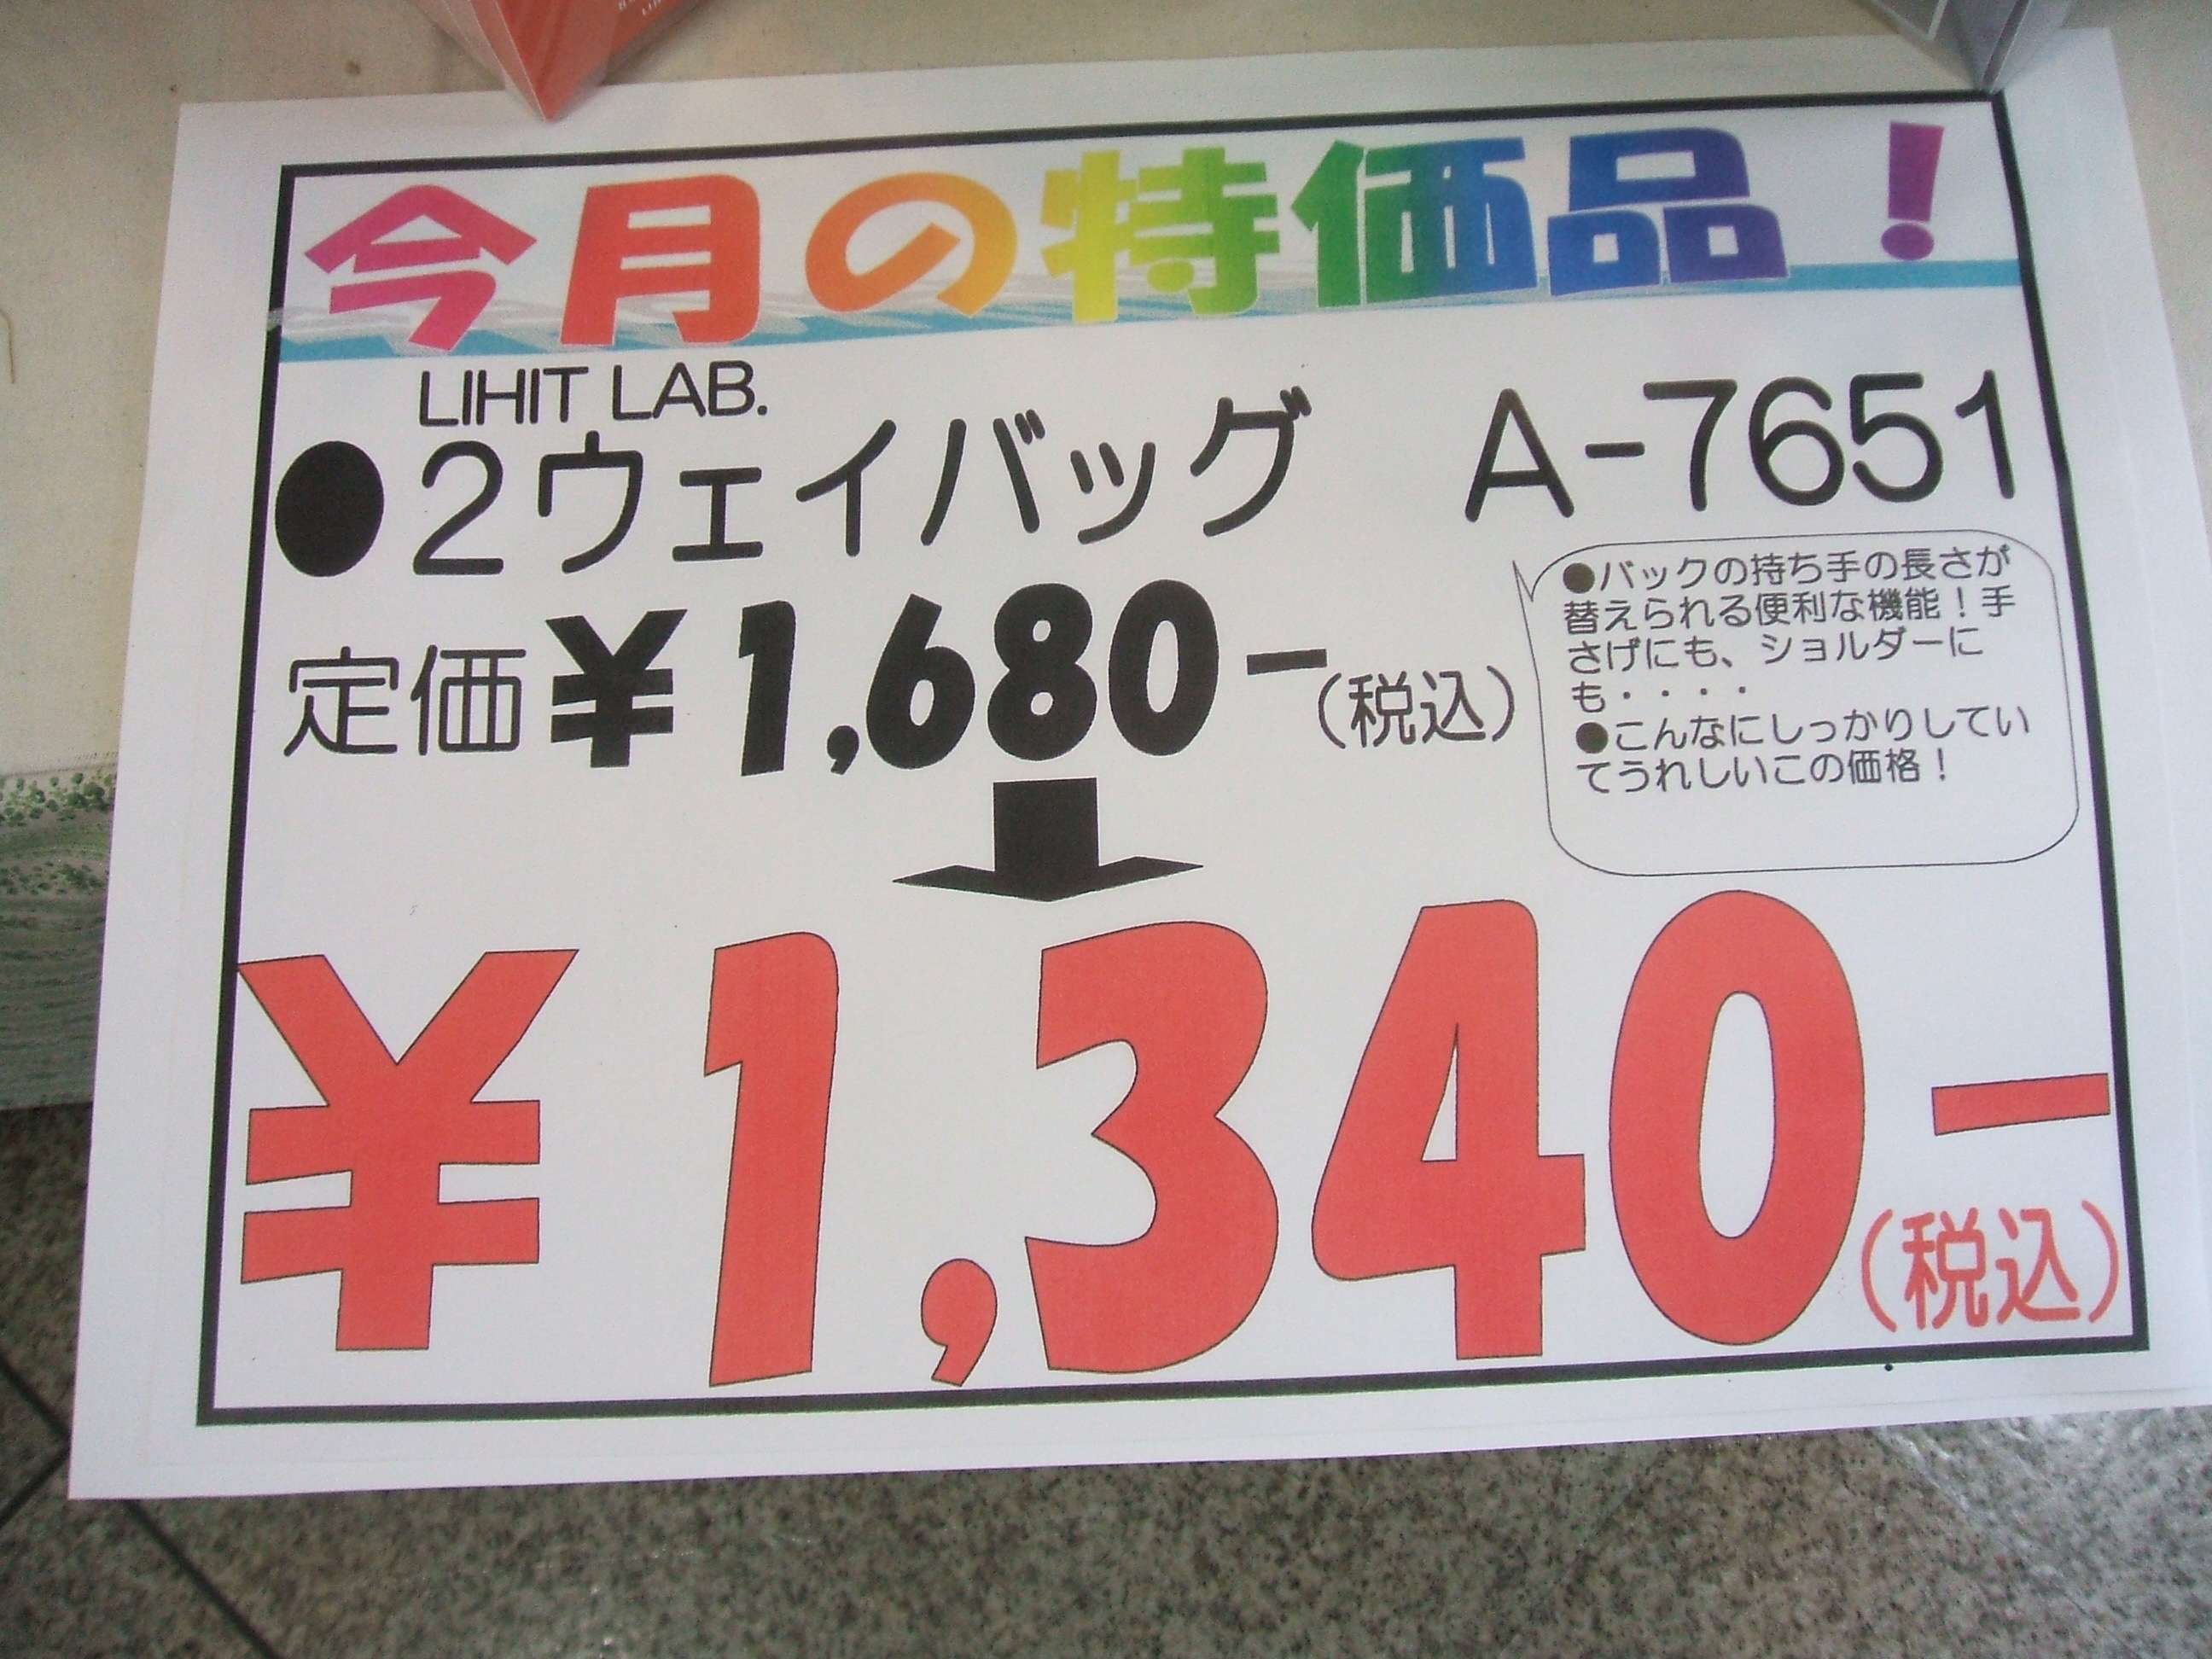 今月の特価品！
LIHIT LAB.
●２ウェイバッグ　A-7651
定価￥1,680−(税込)
●バックの持ち手の長さが
替えられる便利な機能！手
さげにも、ショルダーに
も・・・・
●こんなにしっかりしてい
てうれしいこの価格！
￥1,340−
(税込)